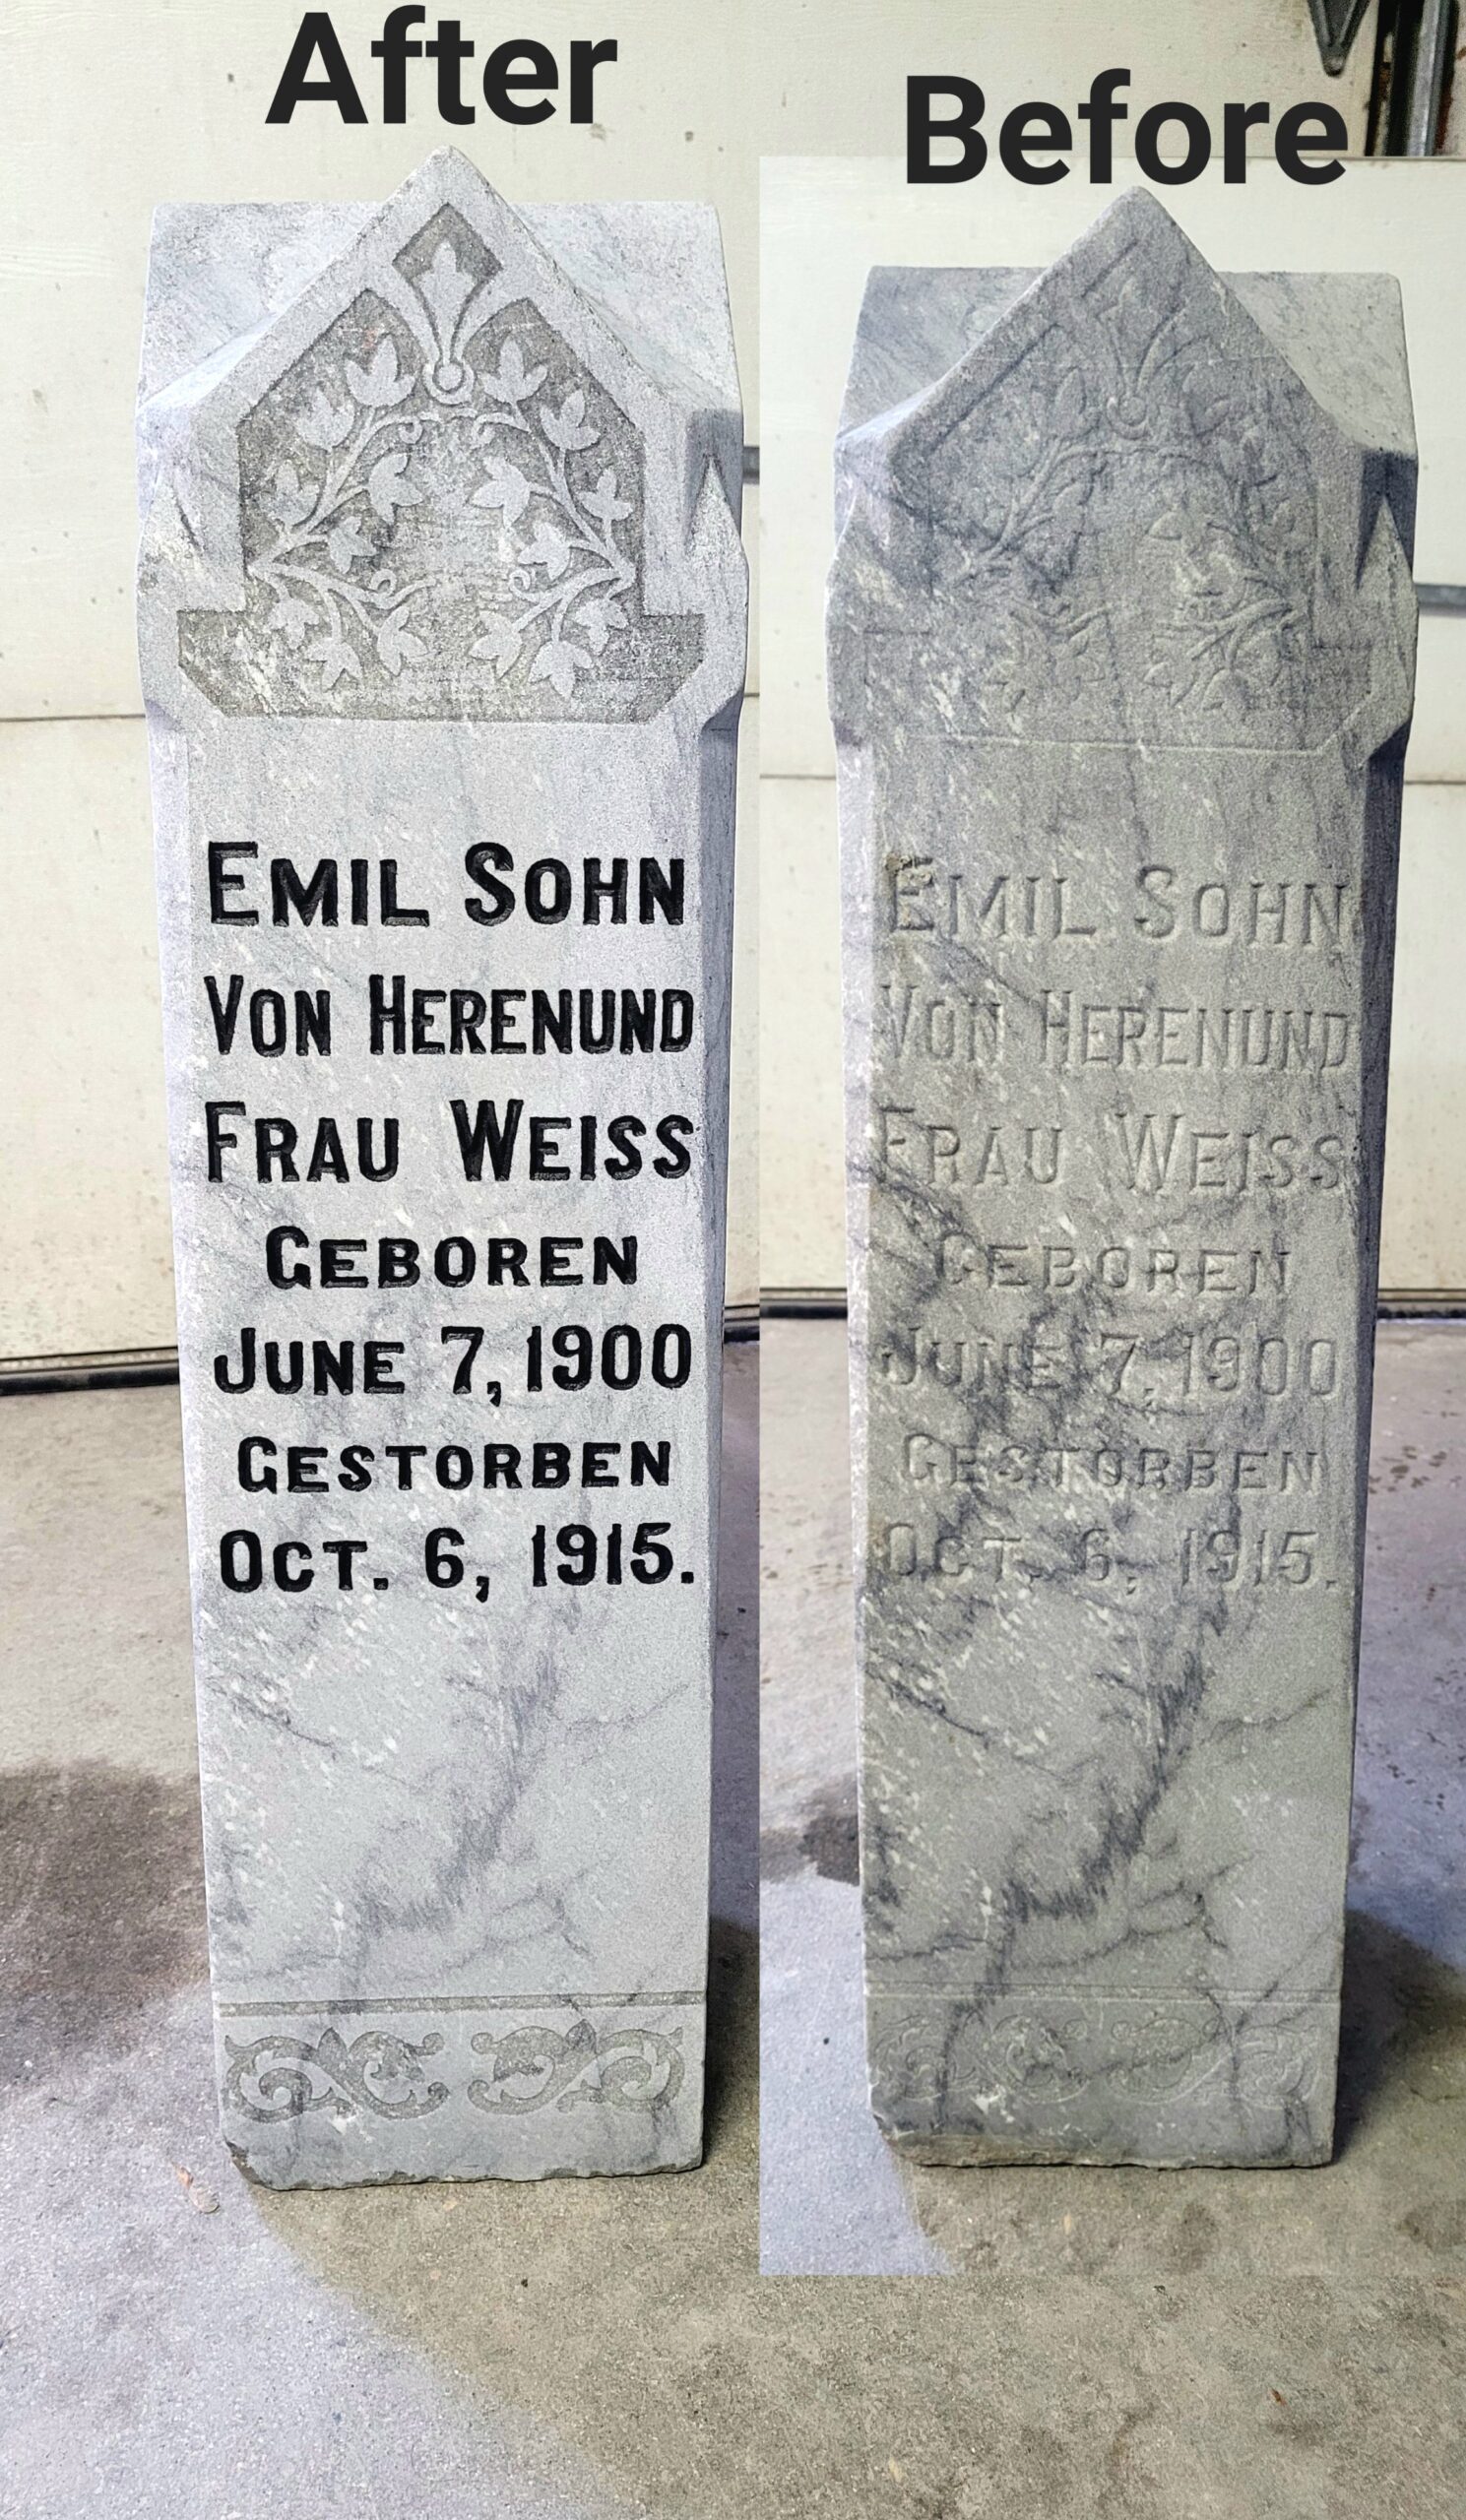 After
EMIL SOHN
VON HERENUND
FRAU WEISS
GEBOREN
JUNE 7, 1900
GESTORBEN
OCT. 6, 1915.
Before
EMIL SOHN
VON HERENUND
FRAU WEISS
GEBOREN
JUNE 7, 1900
GESTORBEN
OCT. 6, 1915.